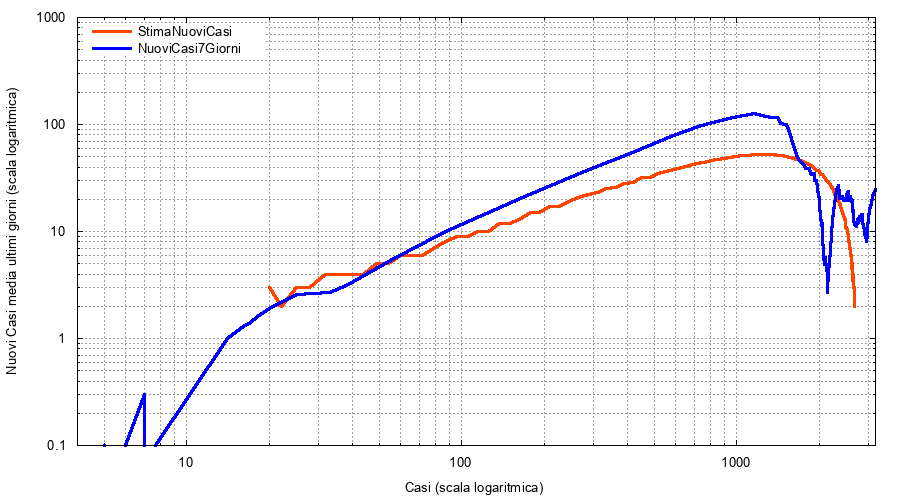 1000
StimaNuoviCasi
NuoviCasi7Giorni
100
10
1
0.1
Nuovi Casi media ultimi giorni (scala logaritmica)
10
100
1000
Casi (scala logaritmica)